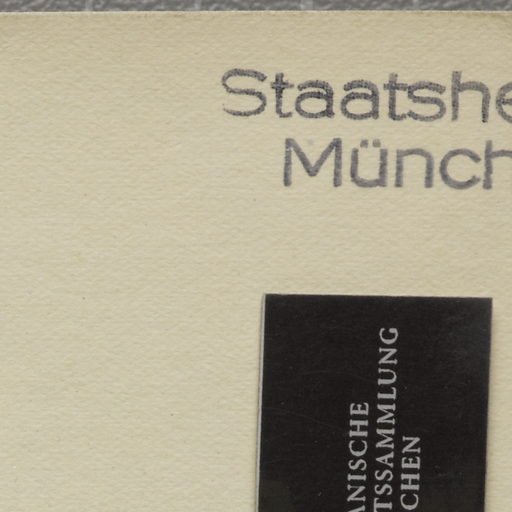 Staatshe
Münch
ANISCHE
TSSAMMLUNG
CHEN